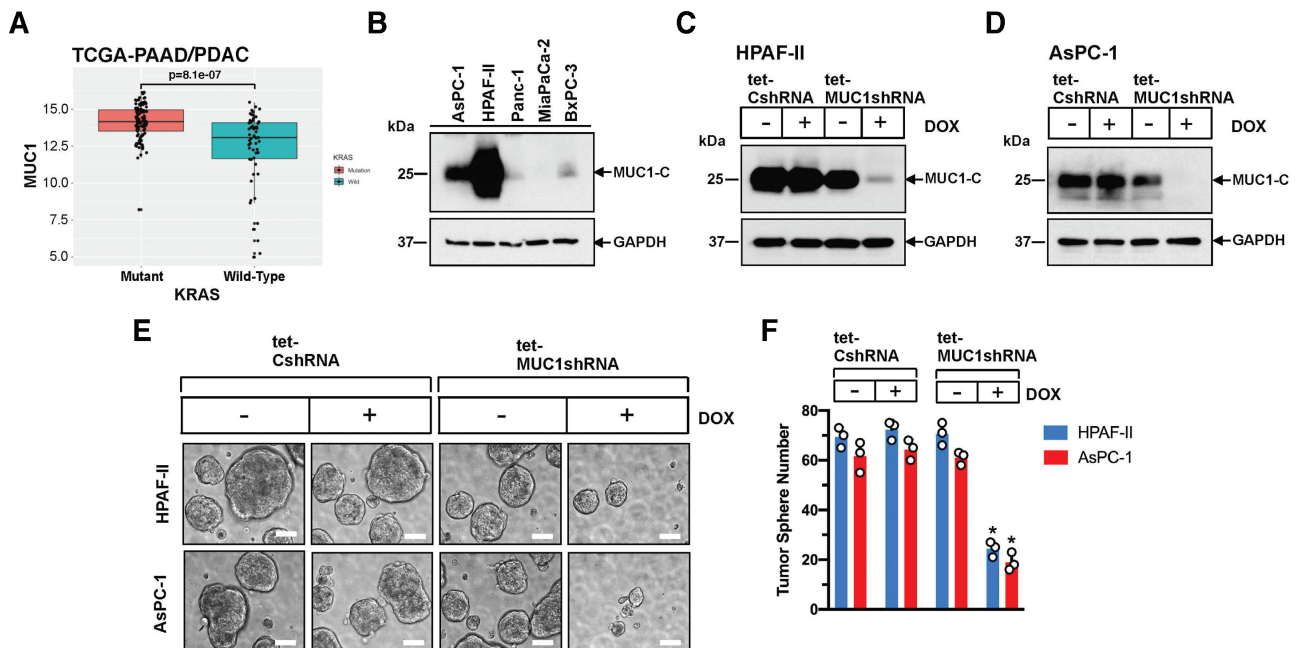 A
TCGA-PAAD/PDAC
p=8.1e-07
15.0
12.5
10.0
7.5
5.0
MUC1
Mutant
Wild-Type
KRAS
KRAS
Mutation
Wild
B
AsPC-1
HPAF-II
Panc-1
MiaPaCa-2
BxPC-3
kDa
25
MUC1-C
37
GAPDH
C
HPAF-II
tet-
CshRNA
tet-
MUC1shRNA
- + - +
DOX
kDa
25
MUC1-C
37
GAPDH
D
AsPC-1
tet-
CshRNA
tet-
MUC1shRNA
- + - +
DOX
kDa
25
MUC1-C
37
GAPDH
E
tet-
CshRNA
tet-
MUC1shRNA
- + - +
DOX
HPAF-II
AsPC-1
F
tet-
CshRNA
tet-
MUC1shRNA
- + - +
DOX
80
60
40
20
0
Tumor Sphere Number
* *
HPAF-II
AsPC-1